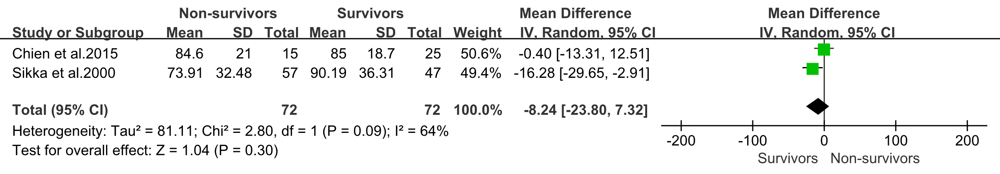 Non-survivors Survivors Mean Difference Mean Difference
Study or Subgroup Mean SD Total Mean SD Total Weight IV, Random, 95% CI IV, Random, 95% CI
Chien et al.2015 84.6 21 15 85 18.7 25 50.6% -0.40 [-13.31, 12.51]
Sikka et al.2000 73.91 32.48 57 90.19 36.31 47 49.4% -16.28 [-29.65, -2.91]
Total (95% CI) 72 72 100.0% -8.24 [-23.80, 7.32]
Heterogeneity: Tau² = 81.11; Chi² = 2.80, df = 1 (P = 0.09); I² = 64%
Test for overall effect: Z = 1.04 (P = 0.30)
-200 -100 0 100 200
Survivors Non-survivors